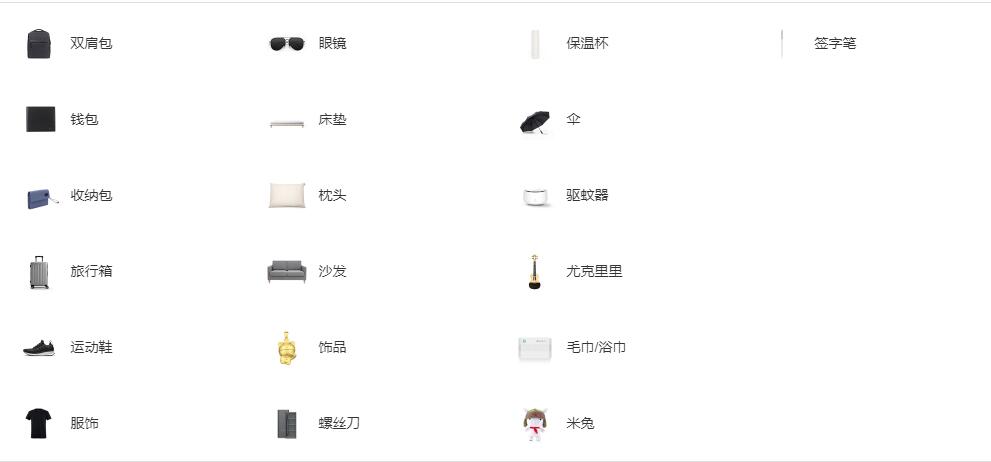 双肩包
钱包
收纳包
旅行箱
运动鞋
服饰
眼镜
床垫
枕头
沙发
饰品
螺丝刀
保温杯
伞
驱蚊器
尤克里里
毛巾/浴巾
米兔
签字笔